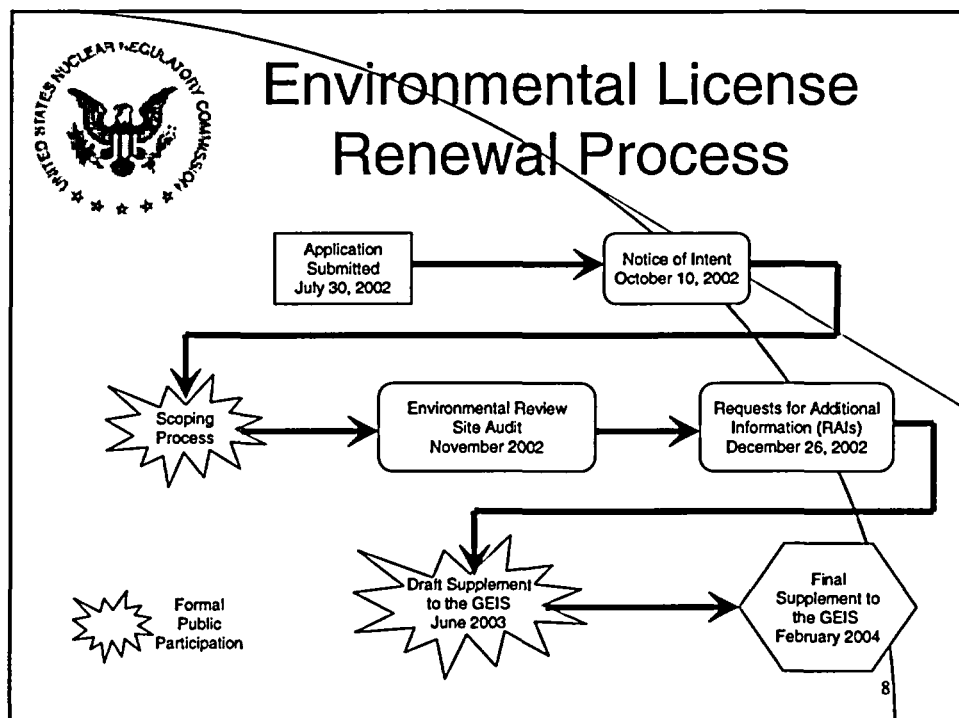 UNITED STATES NUCLEAR REGULATORY COMMISSION
Environmental License
Renewal Process
Application
Submitted
July 30, 2002
Notice of Intent
October 10, 2002
Scoping
Process
Environmental Review
Site Audit
November 2002
Requests for Additional
Information (RAIs)
December 26, 2002
Draft Supplement
to the GEIS
June 2003
Final
Supplement to
the GEIS
February 2004
Formal
Public
Participation
8